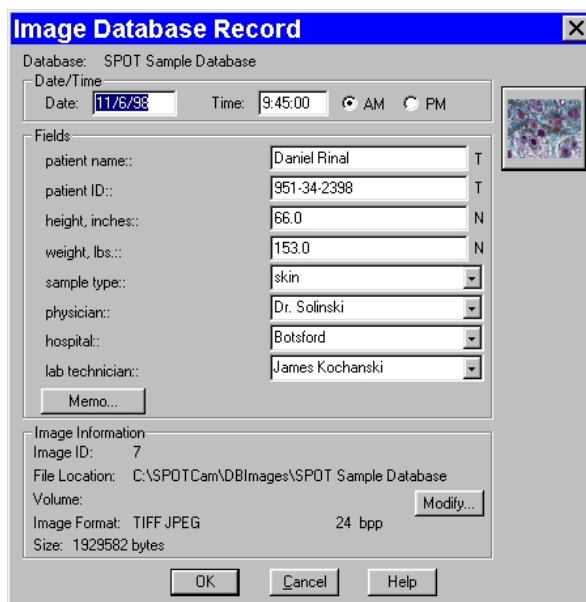 Image Database Record
Database: SPOT Sample Database
Date/Time
Date: 11/6/98 Time: 9:45:00 AM PM
Fields
patient name:: Daniel Rinal T
patient ID:: 951-34-2398 T
height, inches:: 66.0 N
weight, lbs.:: 153.0 N
sample type:: skin
physician:: Dr. Solinski
hospital:: Botsford
lab technician:: James Kochanski
Memo...
Image Information
Image ID: 7
File Location: C:\SPOTCam\DBImages\SPOT Sample Database
Volume:
Modify...
Image Format: TIFF JPEG 24 bpp
Size: 1929582 bytes
OK Cancel Help